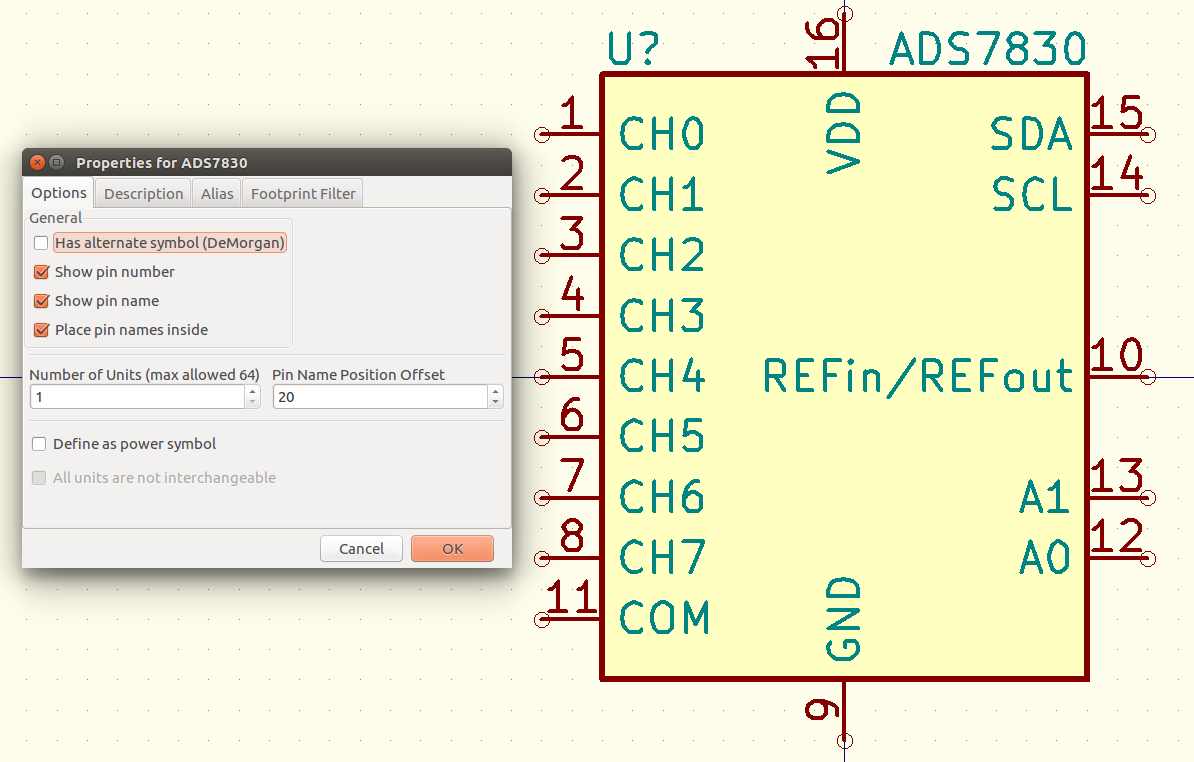 Properties for ADS7830
Options Description Alias Footprint Filter
General
Has alternate symbol (DeMorgan)
Show pin number
Show pin name
Place pin names inside
Number of Units (max allowed 64) Pin Name Position Offset
1 20
Define as power symbol
All units are not interchangeable
Cancel OK
U? 16 ADS7830
VDD
1 CH0 SDA 15
2 CH1 SCL 14
3 CH2
4 CH3
5 CH4 REFin/REFout 10
6 CH5
7 CH6 A1 13
8 CH7 A0 12
11 COM
GND
9